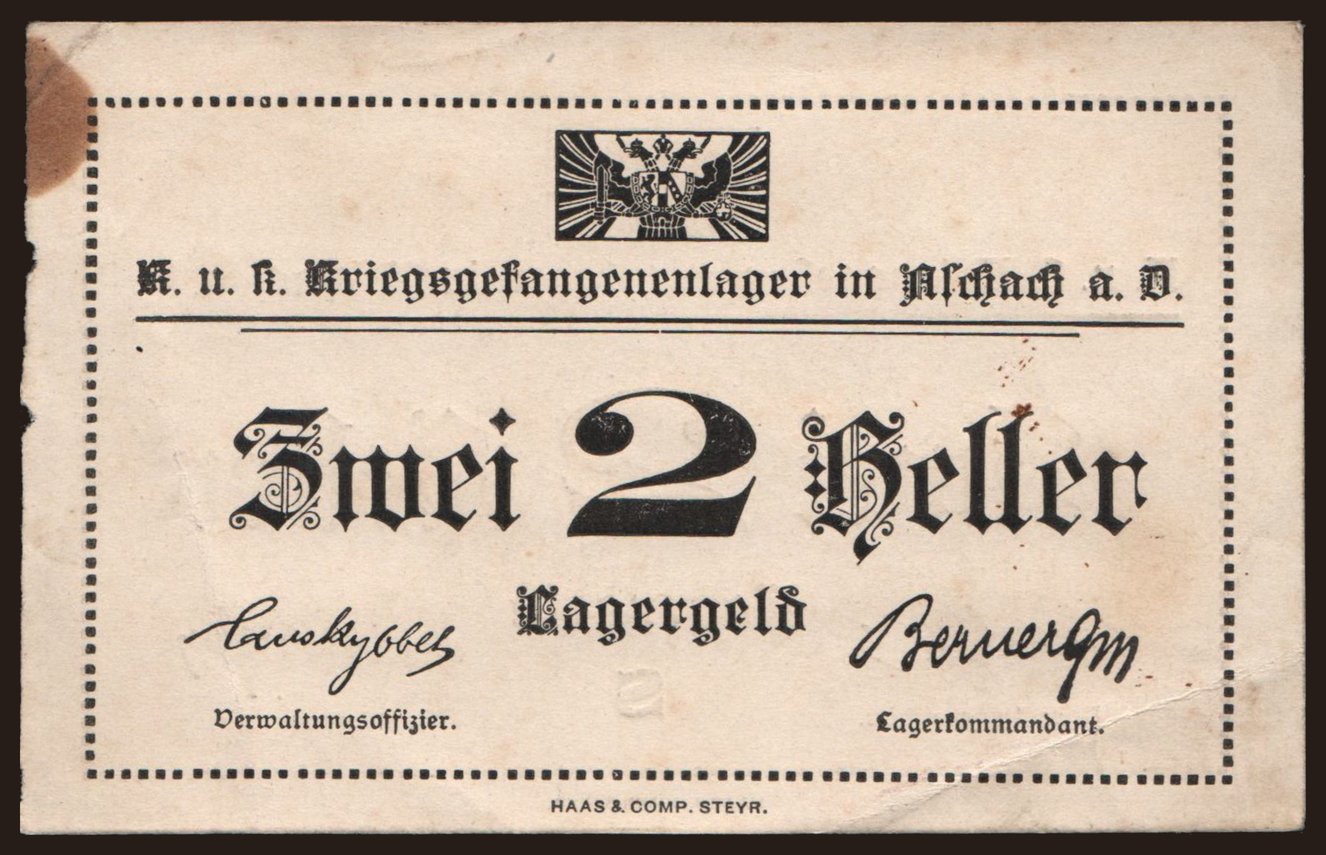 K. u. k. Kriegsgefangenenlager in Aschach a. D.
Zwei 2 Heller
Lagergeld
Verwaltungsoffizier.
Lagerkommandant.
HAAS & COMP. STEYR.